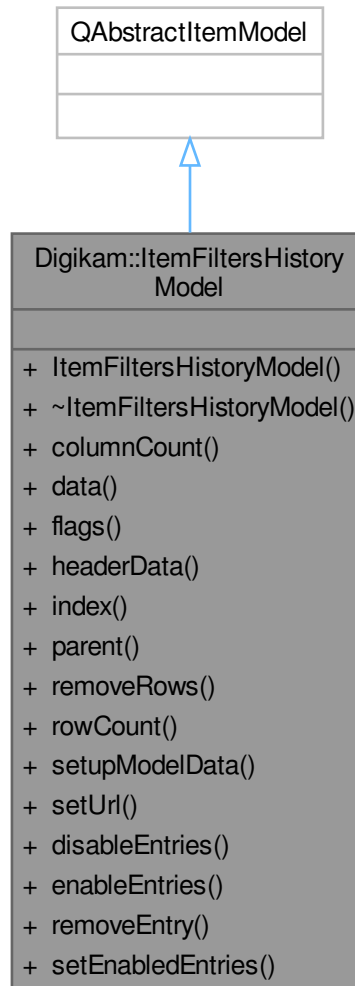 QAbstractItemModel
Digikam::ItemFiltersHistory
Model
+ ItemFiltersHistoryModel()
+ ~ItemFiltersHistoryModel()
+ columnCount()
+ data()
+ flags()
+ headerData()
+ index()
+ parent()
+ removeRows()
+ rowCount()
+ setupModelData()
+ setUrl()
+ disableEntries()
+ enableEntries()
+ removeEntry()
+ setEnabledEntries()